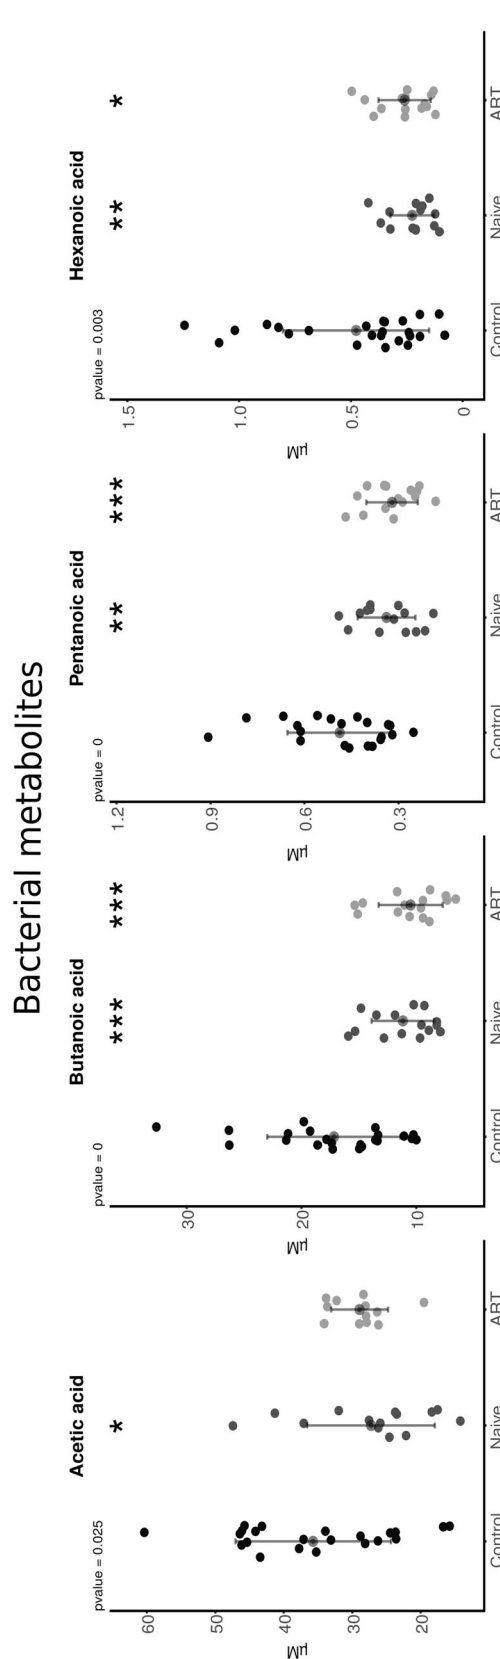 Bacterial metabolites
Acetic acid
pvalue = 0.025
*
µM
60
50
40
30
20
Control
Naive
ART
Butanoic acid
pvalue = 0
***
***
µM
30
20
10
Control
Naive
ART
Pentanoic acid
pvalue = 0
**
***
µM
1.2
0.9
0.6
0.3
Control
Naive
ART
Hexanoic acid
pvalue = 0.003
**
*
µM
1.5
1.0
0.5
0
Control
Naive
ART